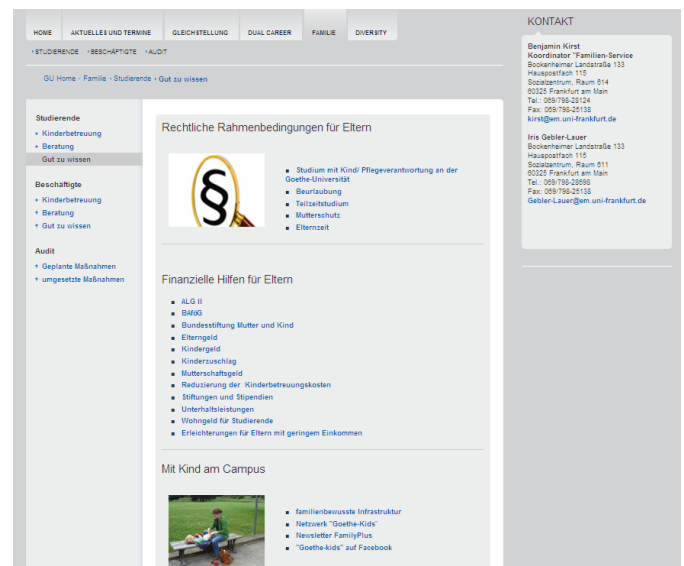 HOME AKTUELLES UND TERMINE GLEICHSTELLUNG DUAL CAREER FAMILIE DIVERSITY
STUDIERENDE BESCHÄFTIGTE AUDIT
GU Home › Familie › Studierende › Gut zu wissen
Studierende
Kinderbetreuung
Beratung
Gut zu wissen
Beschäftigte
Kinderbetreuung
Beratung
Gut zu wissen
Audit
Geplante Maßnahmen
umgesetzte Maßnahmen
Rechtliche Rahmenbedingungen für Eltern
§
Studium mit Kind/ Pflegeverantwortung an der
Goethe-Universität
Beurlaubung
Teilzeitstudium
Mutterschutz
Elternzeit
Finanzielle Hilfen für Eltern
ALG II
BAföG
Bundesstiftung Mutter und Kind
Elterngeld
Kindergeld
Kinderzuschlag
Mutterschaftsgeld
Reduzierung der Kinderbetreuungskosten
Stiftungen und Stipendien
Unterhaltsleistungen
Wohngeld für Studierende
Erleichterungen für Eltern mit geringem Einkommen
Mit Kind am Campus
familienbewusste Infrastruktur
Netzwerk "Goethe-Kids"
Newsletter FamilyPlus
"Goethe-kids" auf Facebook
KONTAKT
Benjamin Kirst
Koordinator "Familien-Service
Bockenheimer Landstraße 133
Hauspostfach 115
Sozialzentrum, Raum 614
60325 Frankfurt am Main
Tel.: 069/798-28124
Fax: 069/798-25138
kirst@em.uni-frankfurt.de
Iris Gebler-Lauer
Bockenheimer Landstraße 133
Hauspostfach 115
Sozialzentrum, Raum 611
60325 Frankfurt am Main
Tel.: 069/798-28698
Fax: 069/798-25138
Gebler-Lauer@em.uni-frankfurt.de